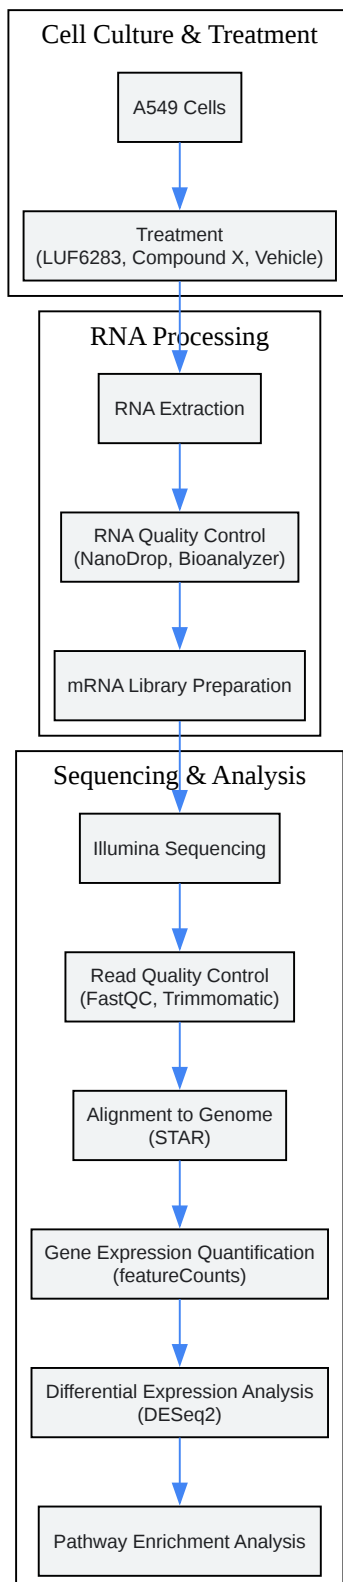 Cell Culture & Treatment
A549 Cells
Treatment
(LUF6283, Compound X, Vehicle)
RNA Processing
RNA Extraction
RNA Quality Control
(NanoDrop, Bioanalyzer)
mRNA Library Preparation
Sequencing & Analysis
Illumina Sequencing
Read Quality Control
(FastQC, Trimmomatic)
Alignment to Genome
(STAR)
Gene Expression Quantification
(featureCounts)
Differential Expression Analysis
(DESeq2)
Pathway Enrichment Analysis